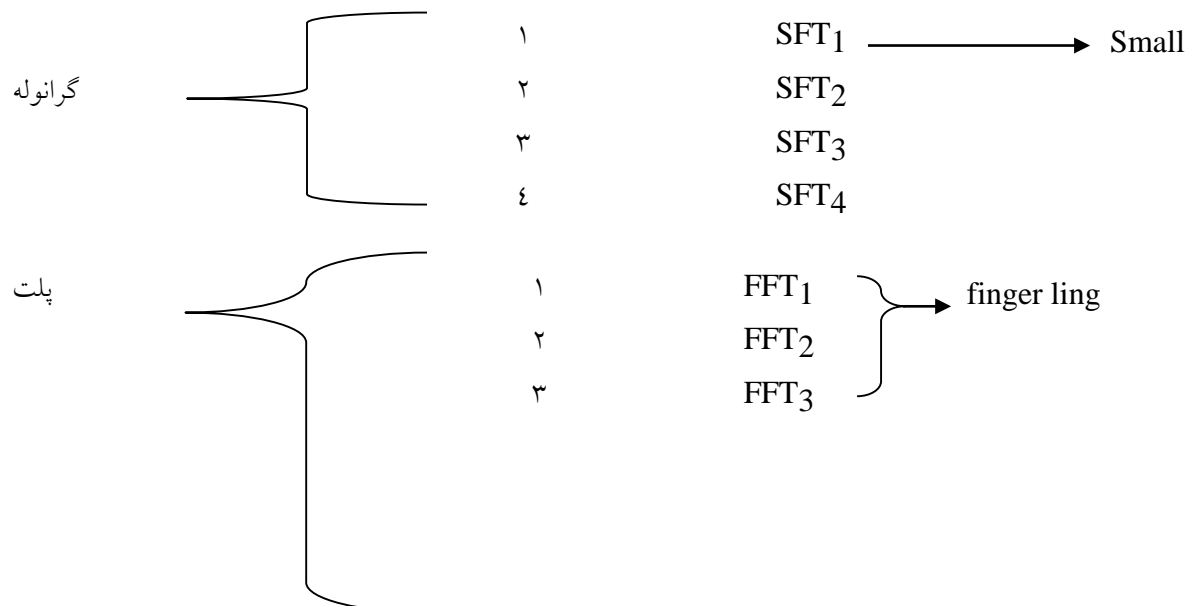 گرانوله
١ SFT1 Small
٢ SFT2
٣ SFT3
٤ SFT4
پلت
١ FFT1 finger ling
٢ FFT2
٣ FFT3